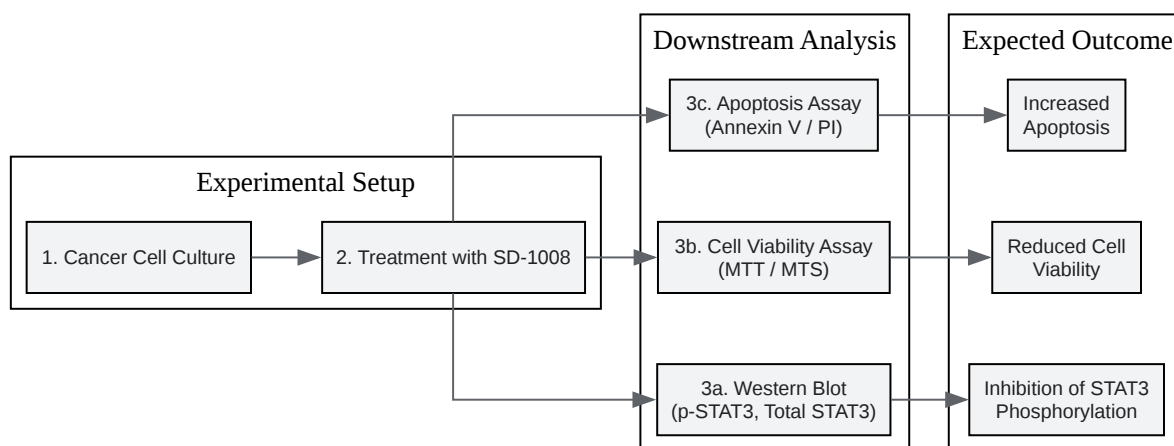 Downstream Analysis
Expected Outcome
3c. Apoptosis Assay
(Annexin V / PI)
Increased
Apoptosis
Experimental Setup
1. Cancer Cell Culture
2. Treatment with SD-1008
3b. Cell Viability Assay
(MTT / MTS)
Reduced Cell
Viability
3a. Western Blot
(p-STAT3, Total STAT3)
Inhibition of STAT3
Phosphorylation